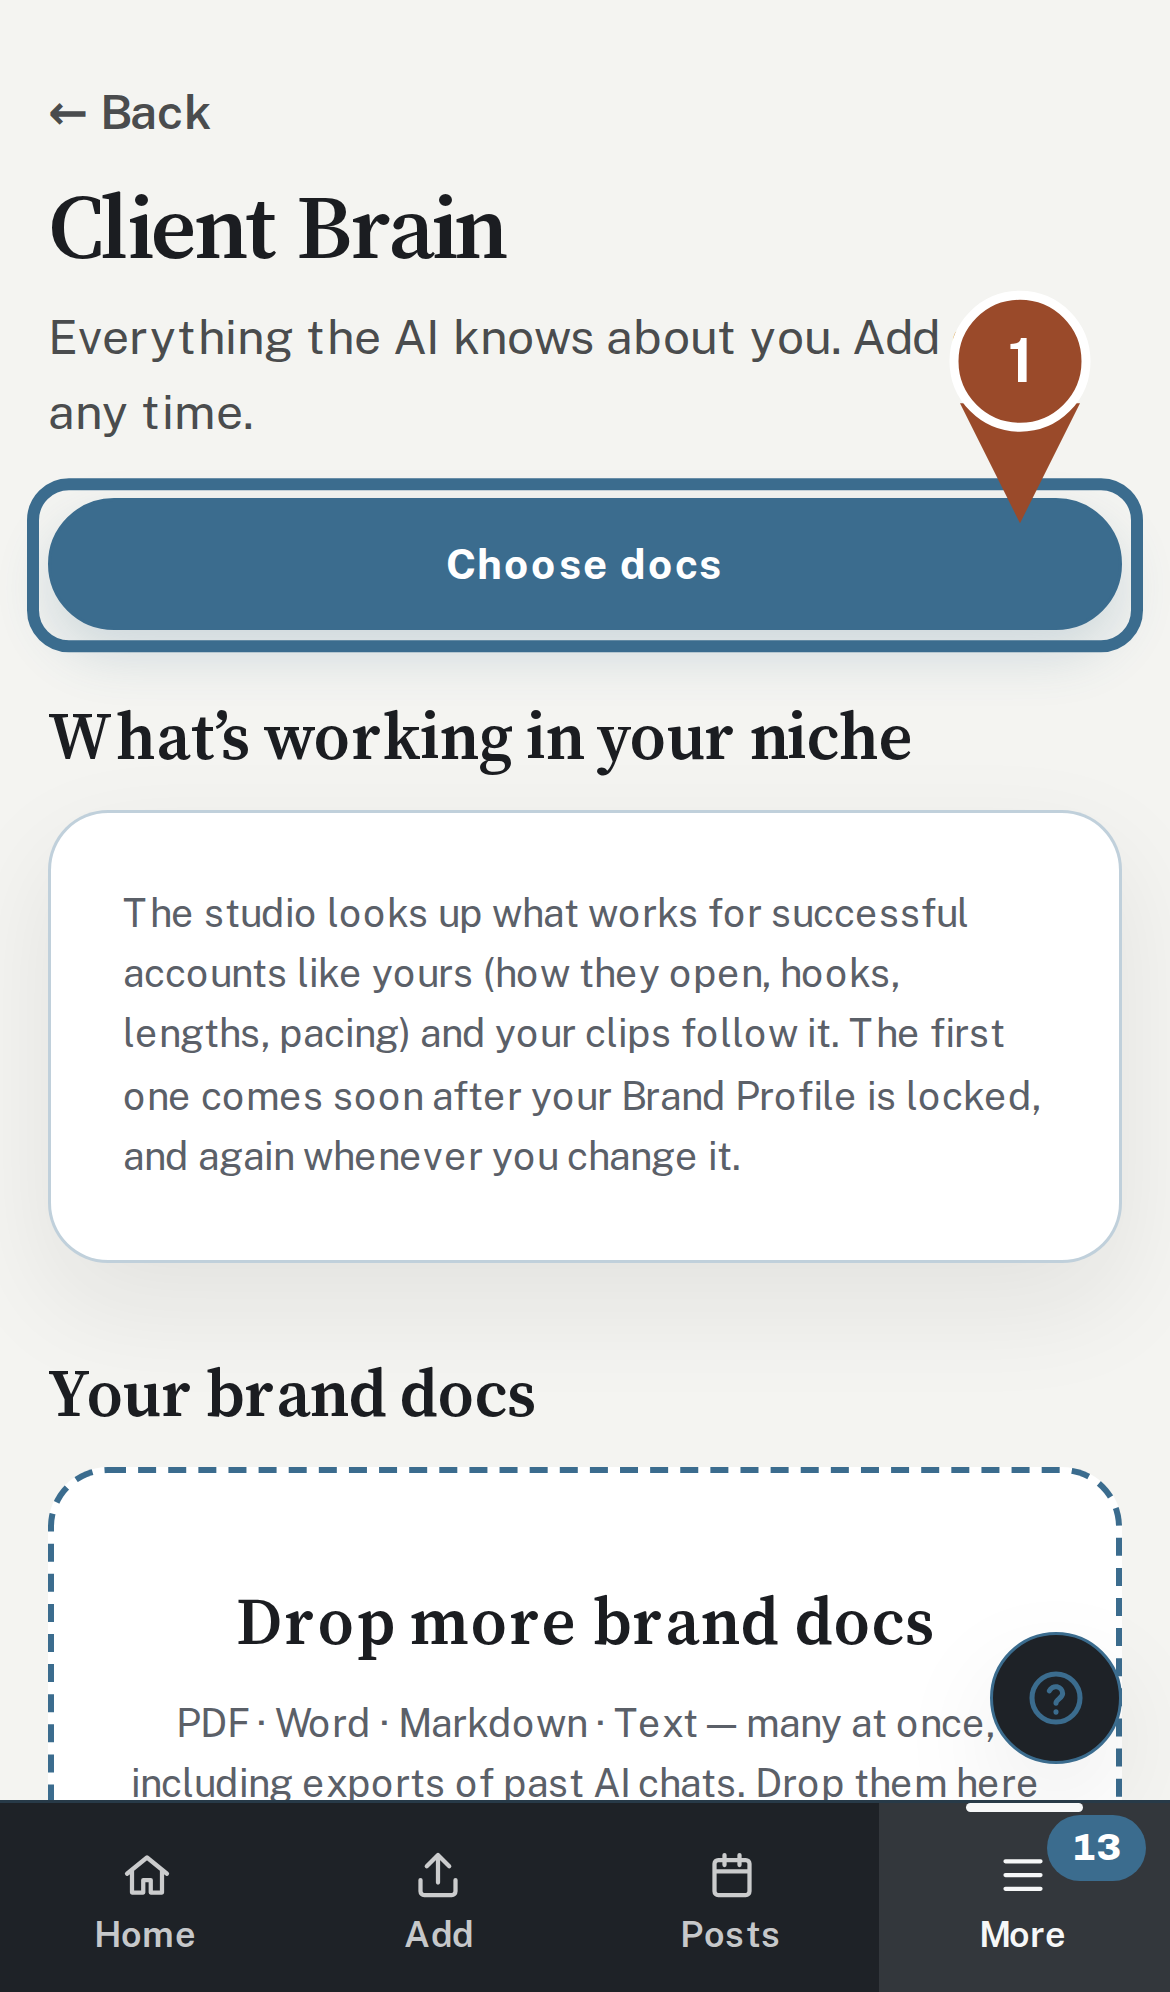 ← Back
Client Brain
Everything the AI knows about you. Add
any time.
1
Choose docs
What’s working in your niche
The studio looks up what works for successful
accounts like yours (how they open, hooks,
lengths, pacing) and your clips follow it. The first
one comes soon after your Brand Profile is locked,
and again whenever you change it.
Your brand docs
Drop more brand docs
PDF · Word · Markdown · Text — many at once,
including exports of past AI chats. Drop them here
?
13
Home
Add
Posts
More